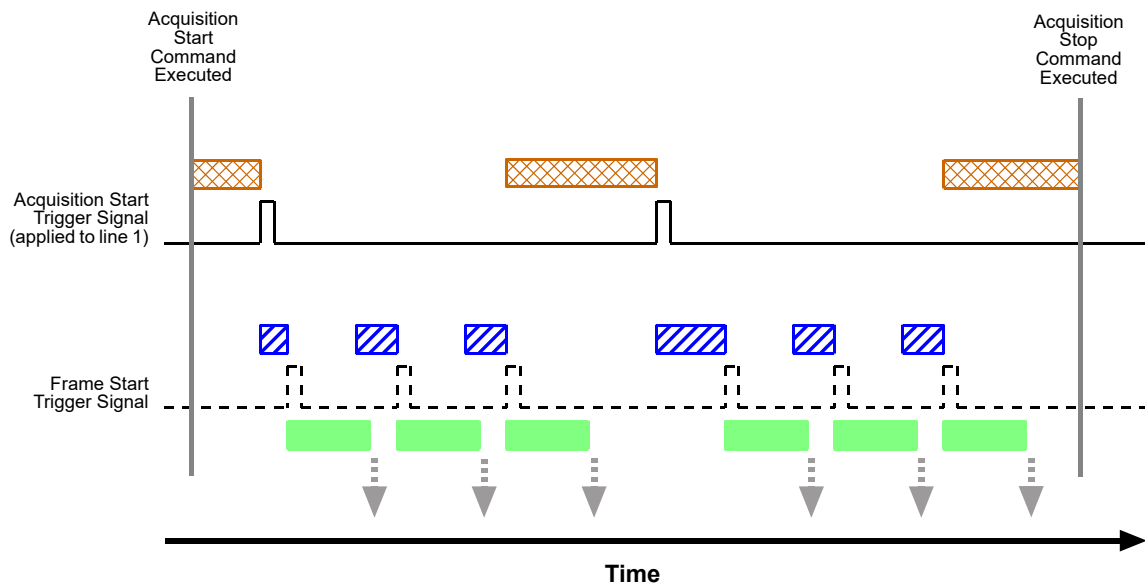 Acquisition
Start
Command
Executed
Acquisition
Stop
Command
Executed
Acquisition Start
Trigger Signal
(applied to line 1)
Frame Start
Trigger Signal
Time